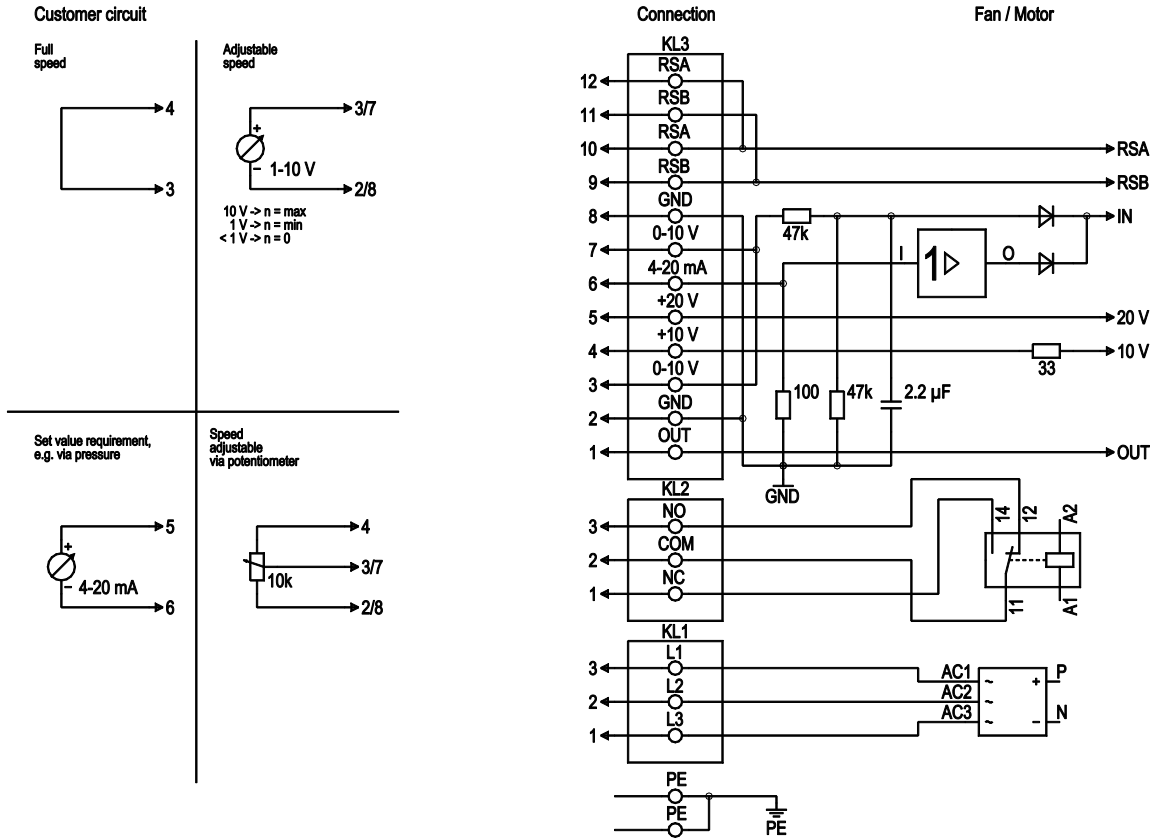 Customer circuit
Connection
Fan / Motor
Full
speed
4
3
Adjustable
speed
3/7
+
1-10 V
−
2/8
10 V -> n = max
1 V -> n = min
< 1 V -> n = 0
Set value requirement,
e.g. via pressure
5
+
4-20 mA
−
6
Speed
adjustable
via potentiometer
4
3/7
10k
2/8
KL3
12 RSA
11 RSB
10 RSA RSA
9 RSB RSB
8 GND 47k IN
7 0-10 V
6 4-20 mA I 1 O
5 +20 V 20 V
4 +10 V 33 10 V
3 0-10 V 100 47k 2.2 µF
2 GND
1 OUT OUT
GND
KL2
3 NO
2 COM
1 NC
14 12 A2
11 A1
KL1
3 L1 AC1 ~ + P
2 L2 AC2 ~
1 L3 AC3 ~ − N
PE
PE
PE